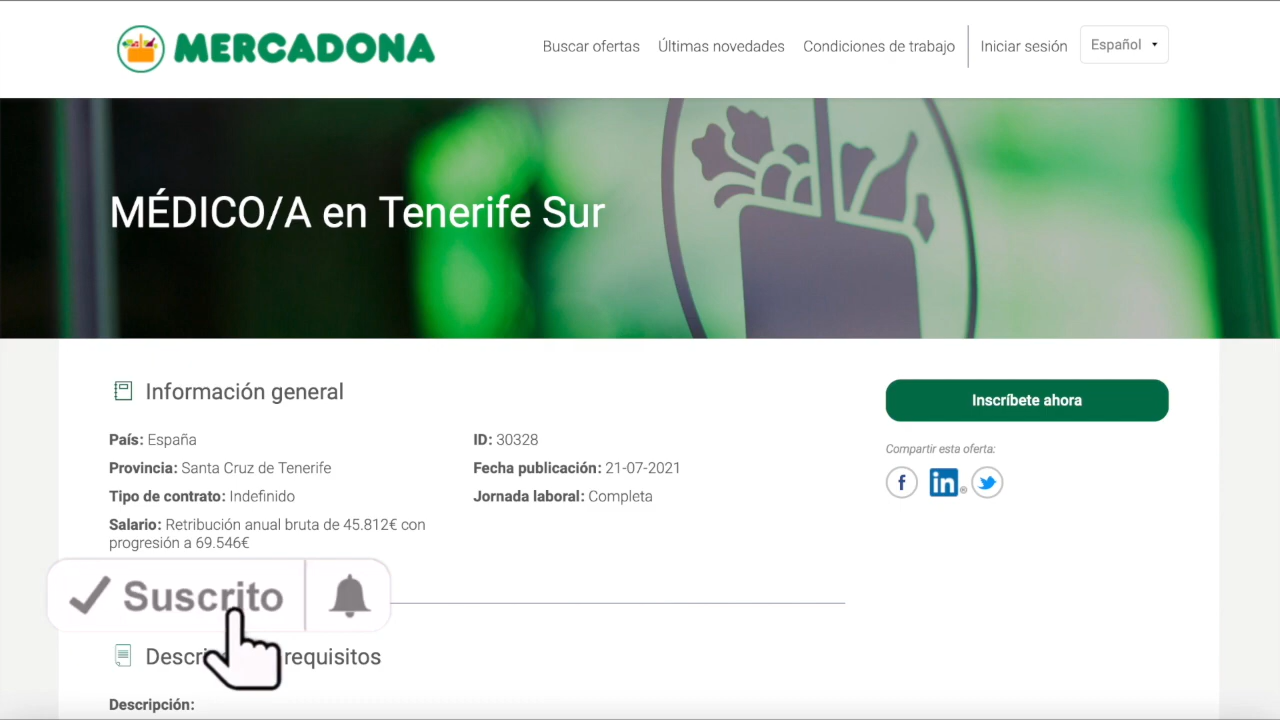 MERCADONA
Buscar ofertas Últimas novedades Condiciones de trabajo Iniciar sesión Español
MÉDICO/A en Tenerife Sur
Información general
Inscríbete ahora
País: España
ID: 30328
Compartir esta oferta:
Provincia: Santa Cruz de Tenerife
Fecha publicación: 21-07-2021
Tipo de contrato: Indefinido
Jornada laboral: Completa
Salario: Retribución anual bruta de 45.812€ con
progresión a 69.546€
Suscrito
requisitos
Descripción: